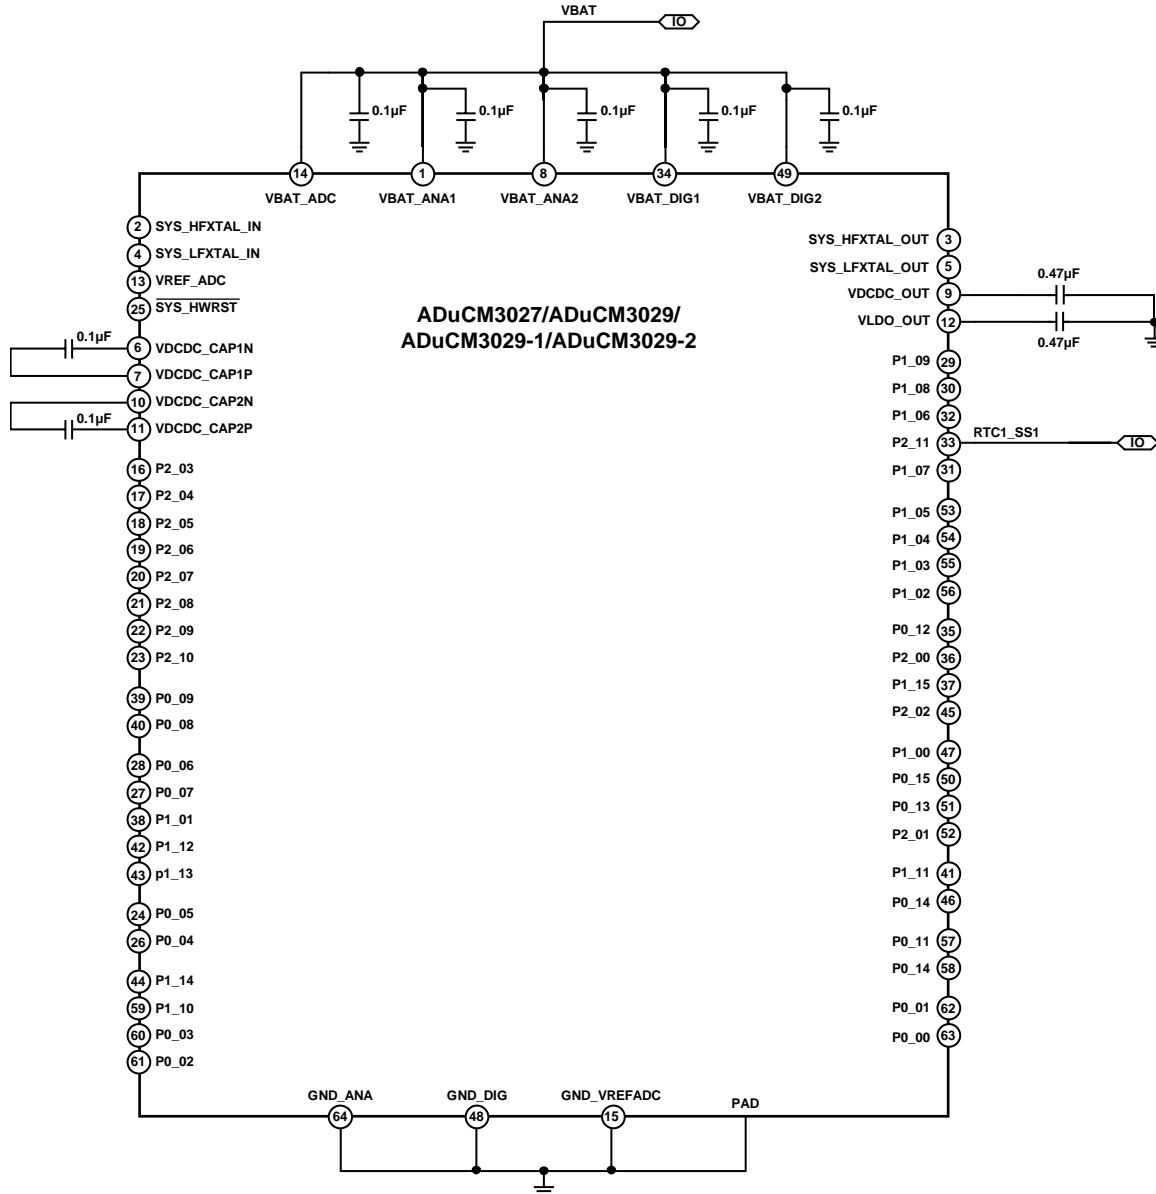 VBAT
IO
0.1µF
0.1µF
0.1µF
0.1µF
0.1µF
14
1
8
34
49
VBAT_ADC
VBAT_ANA1
VBAT_ANA2
VBAT_DIG1
VBAT_DIG2
ADuCM3027/ADuCM3029/
ADuCM3029-1/ADuCM3029-2
2 SYS_HFXTAL_IN
4 SYS_LFXTAL_IN
13 VREF_ADC
25 SYS_HWRST
0.1µF
6 VDCDC_CAP1N
7 VDCDC_CAP1P
10 VDCDC_CAP2N
0.1µF
11 VDCDC_CAP2P
16 P2_03
17 P2_04
18 P2_05
19 P2_06
20 P2_07
21 P2_08
22 P2_09
23 P2_10
39 P0_09
40 P0_08
28 P0_06
27 P0_07
38 P1_01
42 P1_12
43 p1_13
24 P0_05
26 P0_04
44 P1_14
59 P1_10
60 P0_03
61 P0_02
SYS_HFXTAL_OUT 3
SYS_LFXTAL_OUT 5
0.47µF
VDCDC_OUT 9
VLDO_OUT 12
0.47µF
P1_09 29
P1_08 30
P1_06 32
P2_11 33
RTC1_SS1
IO
P1_07 31
P1_05 53
P1_04 54
P1_03 55
P1_02 56
P0_12 35
P2_00 36
P1_15 37
P2_02 45
P1_00 47
P0_15 50
P0_13 51
P2_01 52
P1_11 41
P0_14 46
P0_11 57
P0_14 58
P0_01 62
P0_00 63
GND_ANA
GND_DIG
GND_VREFADC
PAD
64
48
15